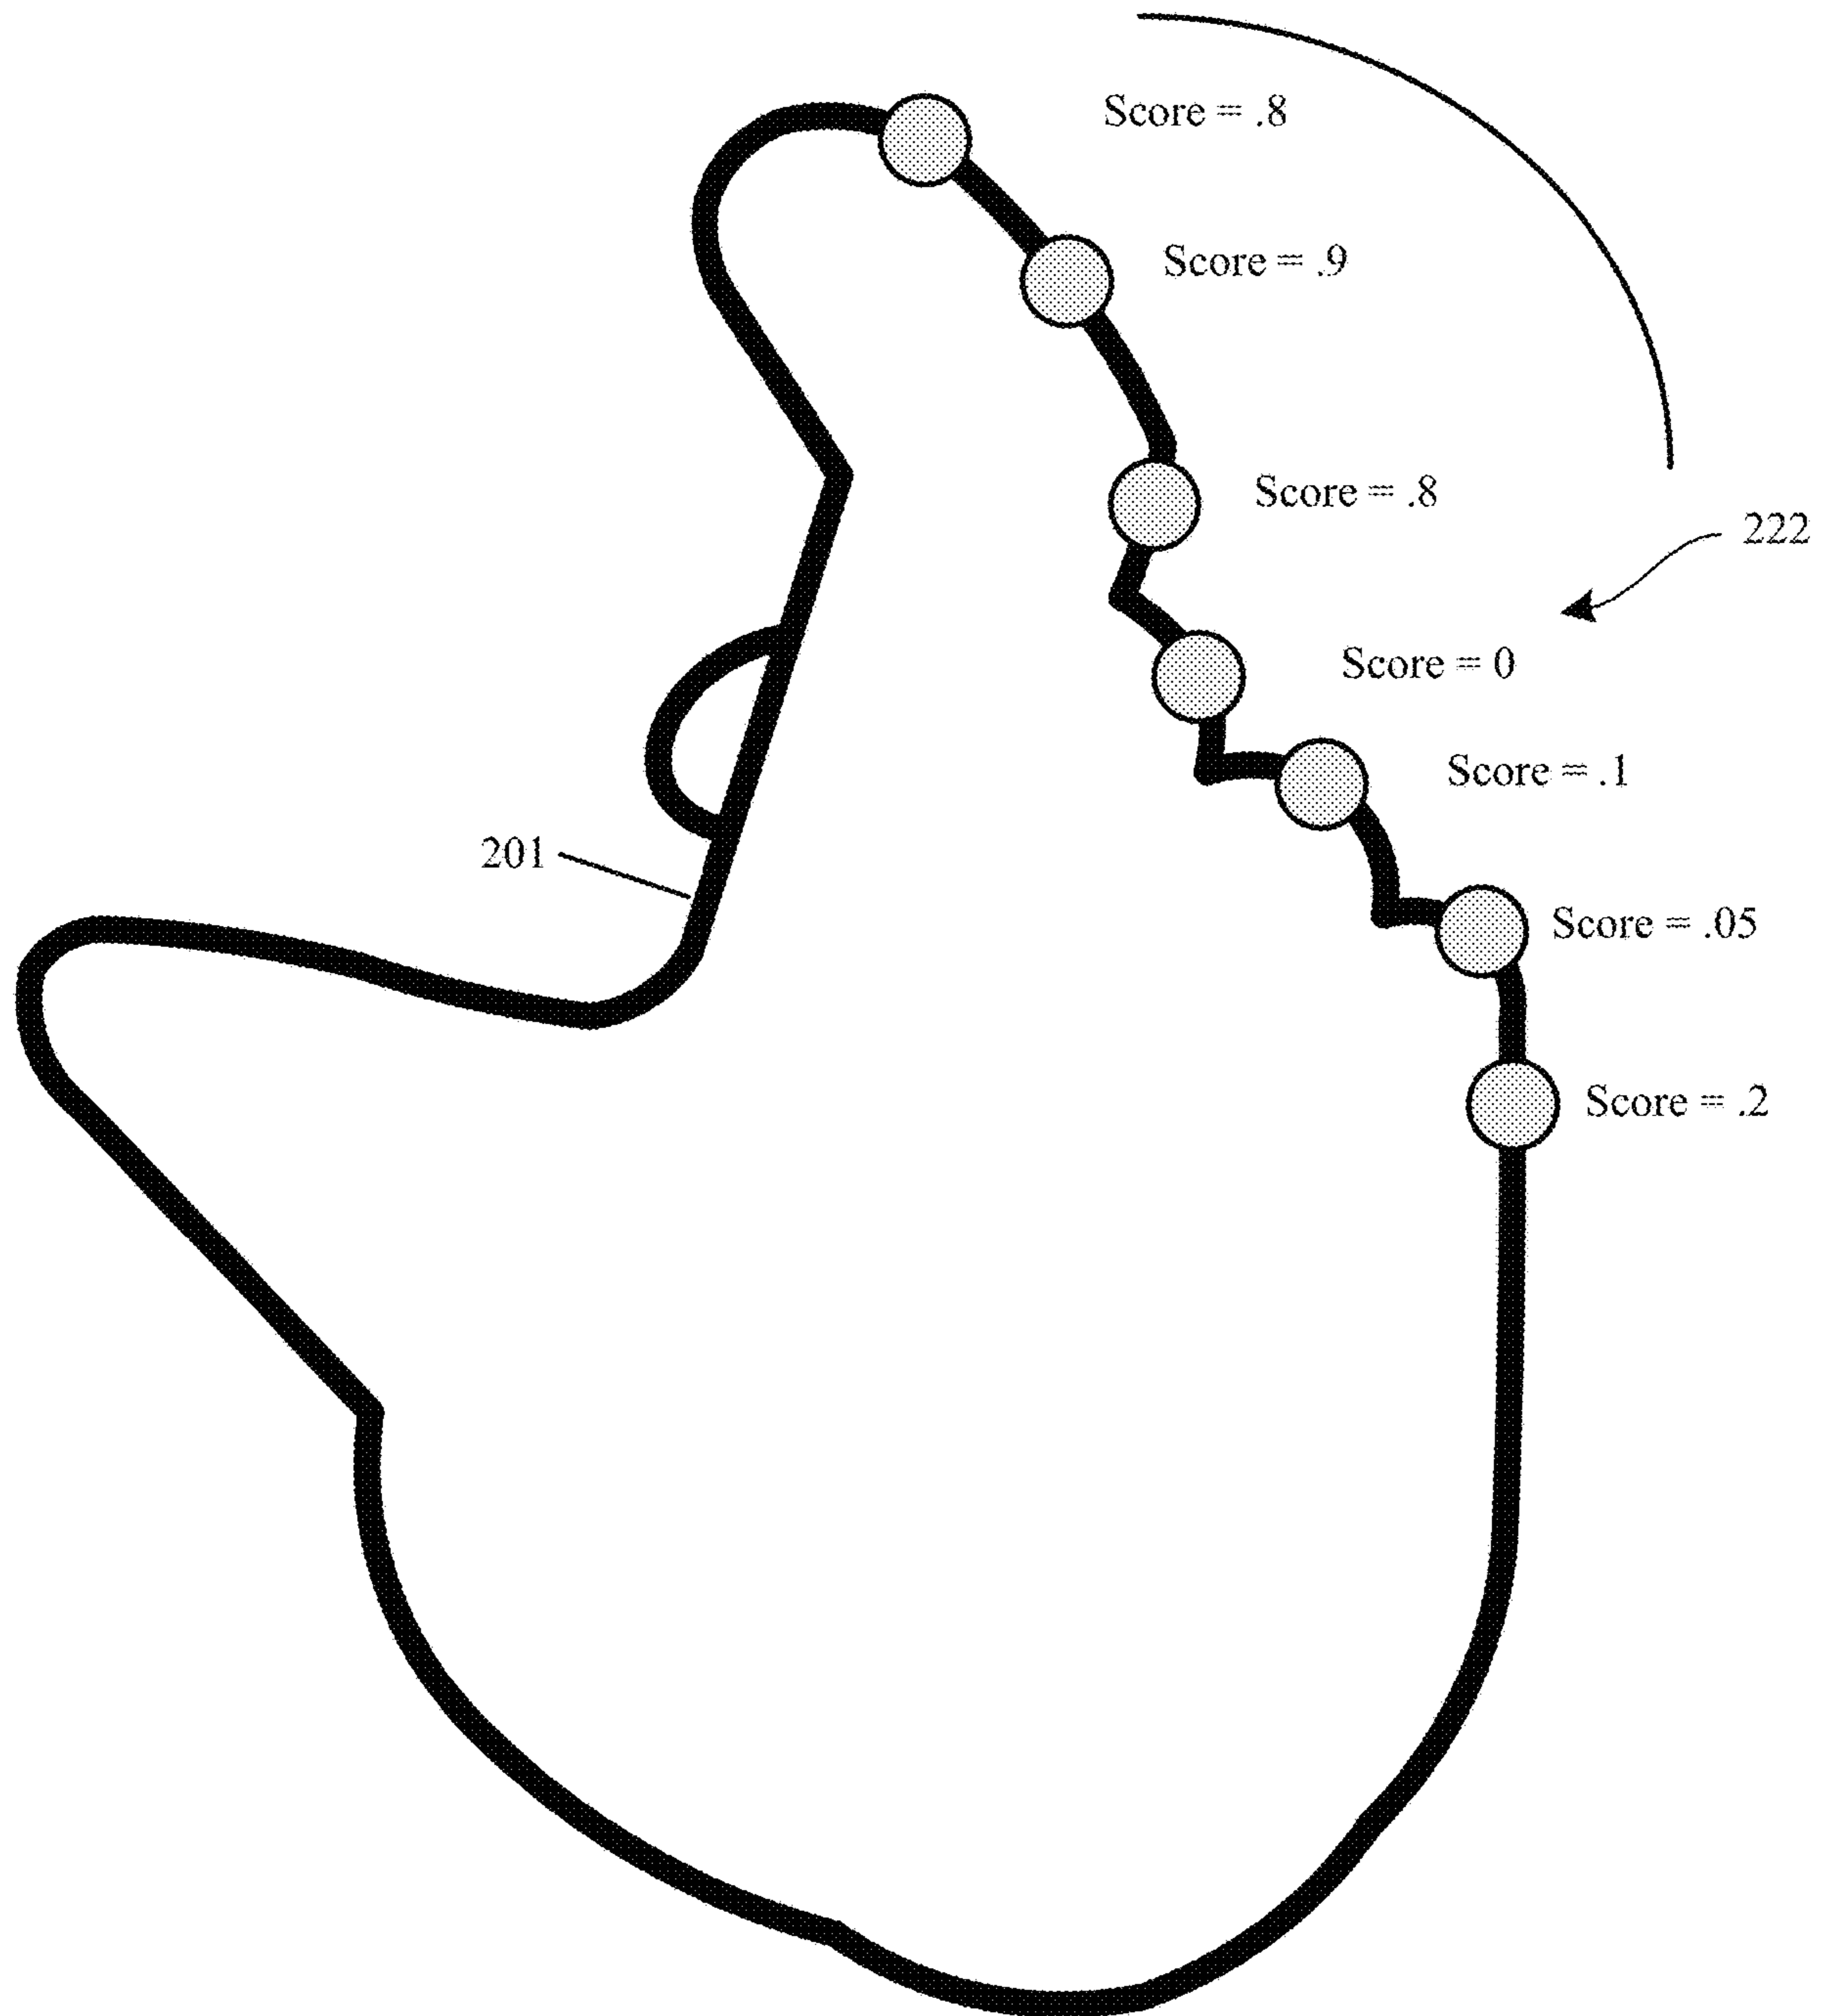 Score = .8
Score = .9
Score = .8
222
Score = 0
Score = .1
201
Score = .05
Score = .2